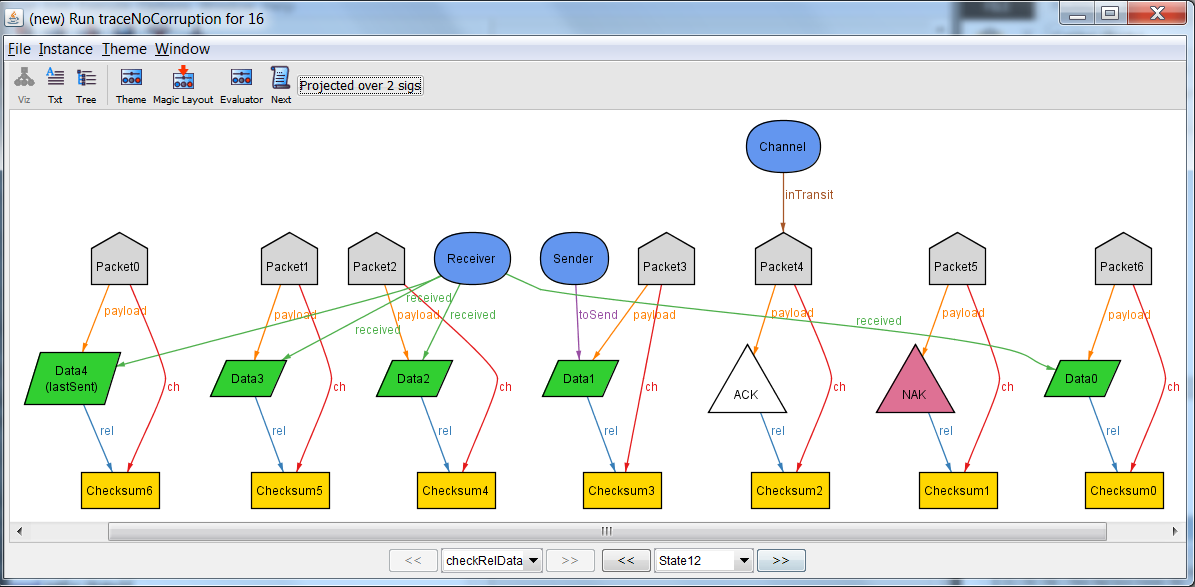 (new) Run traceNoCorruption for 16
File Instance Theme Window
Viz Txt Tree Theme Magic Layout Evaluator Next Projected over 2 sigs
Channel
inTransit
Packet0 Packet1 Packet2 Receiver Sender Packet3 Packet4 Packet5 Packet6
received
payload payload payload received toSend payload payload payload payload
received received
Data4
(lastSent) Data3 Data2 Data1 ACK NAK Data0
ch ch ch ch ch ch ch
rel rel rel rel rel rel rel
Checksum6 Checksum5 Checksum4 Checksum3 Checksum2 Checksum1 Checksum0
<< checkRelData >> << State12 >>